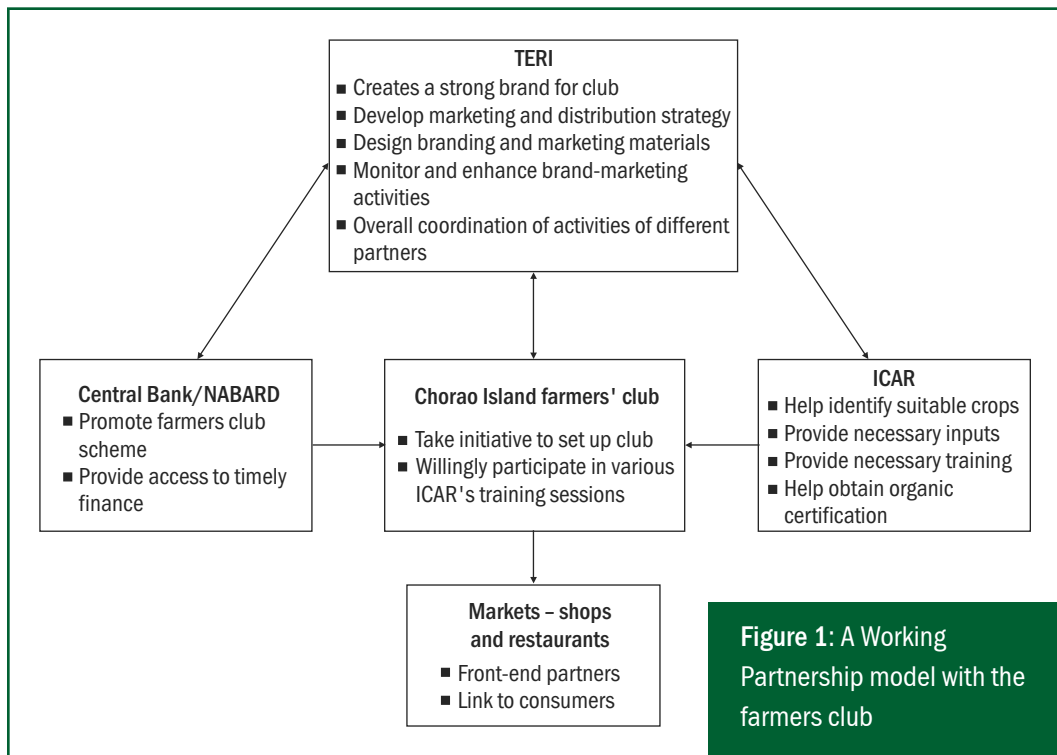 TERI
■ Creates a strong brand for club
■ Develop marketing and distribution strategy
■ Design branding and marketing materials
■ Monitor and enhance brand-marketing
activities
■ Overall coordination of activities of different
partners
Central Bank/NABARD
■ Promote farmers club
scheme
■ Provide access to timely
finance
Chorao Island farmers' club
■ Take initiative to set up club
■ Willingly participate in various
ICAR's training sessions
ICAR
■ Help identify suitable crops
■ Provide necessary inputs
■ Provide necessary training
■ Help obtain organic
certification
Markets – shops
and restaurants
■ Front-end partners
■ Link to consumers
Figure 1: A Working
Partnership model with the
farmers club